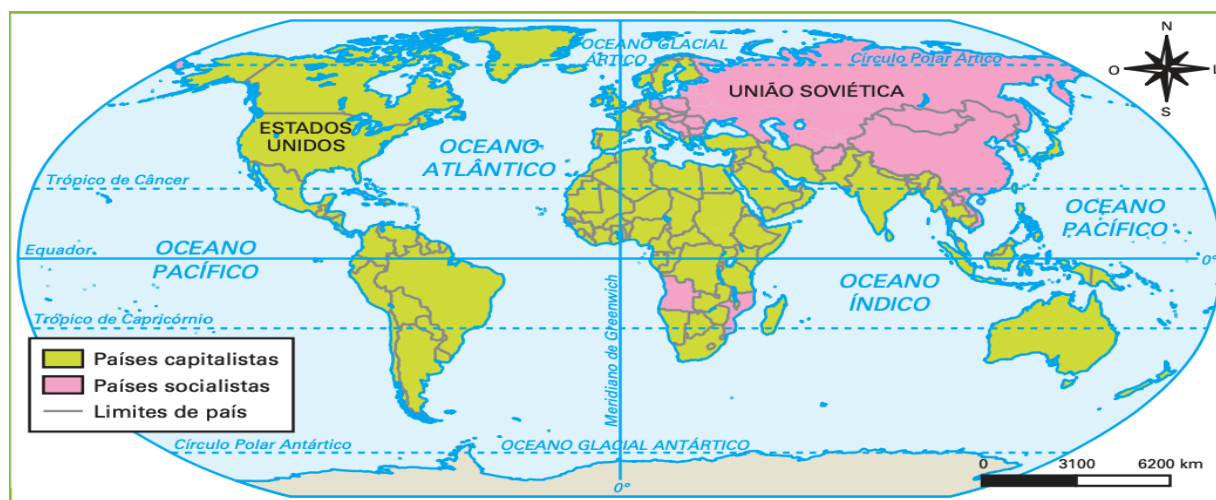 N
O
L
S
OCEANO GLACIAL
ÁRTICO
Círculo Polar Ártico
UNIÃO SOVIÉTICA
ESTADOS
UNIDOS
OCEANO
ATLÂNTICO
Trópico de Câncer
OCEANO
PACÍFICO
Equador
OCEANO
PACÍFICO
0°
OCEANO
ÍNDICO
Meridiano de Greenwich
Trópico de Capricórnio
Países capitalistas
Países socialistas
Limites de país
Círculo Polar Antártico
OCEANO GLACIAL ANTÁRTICO
0°
0 3100 6200 km